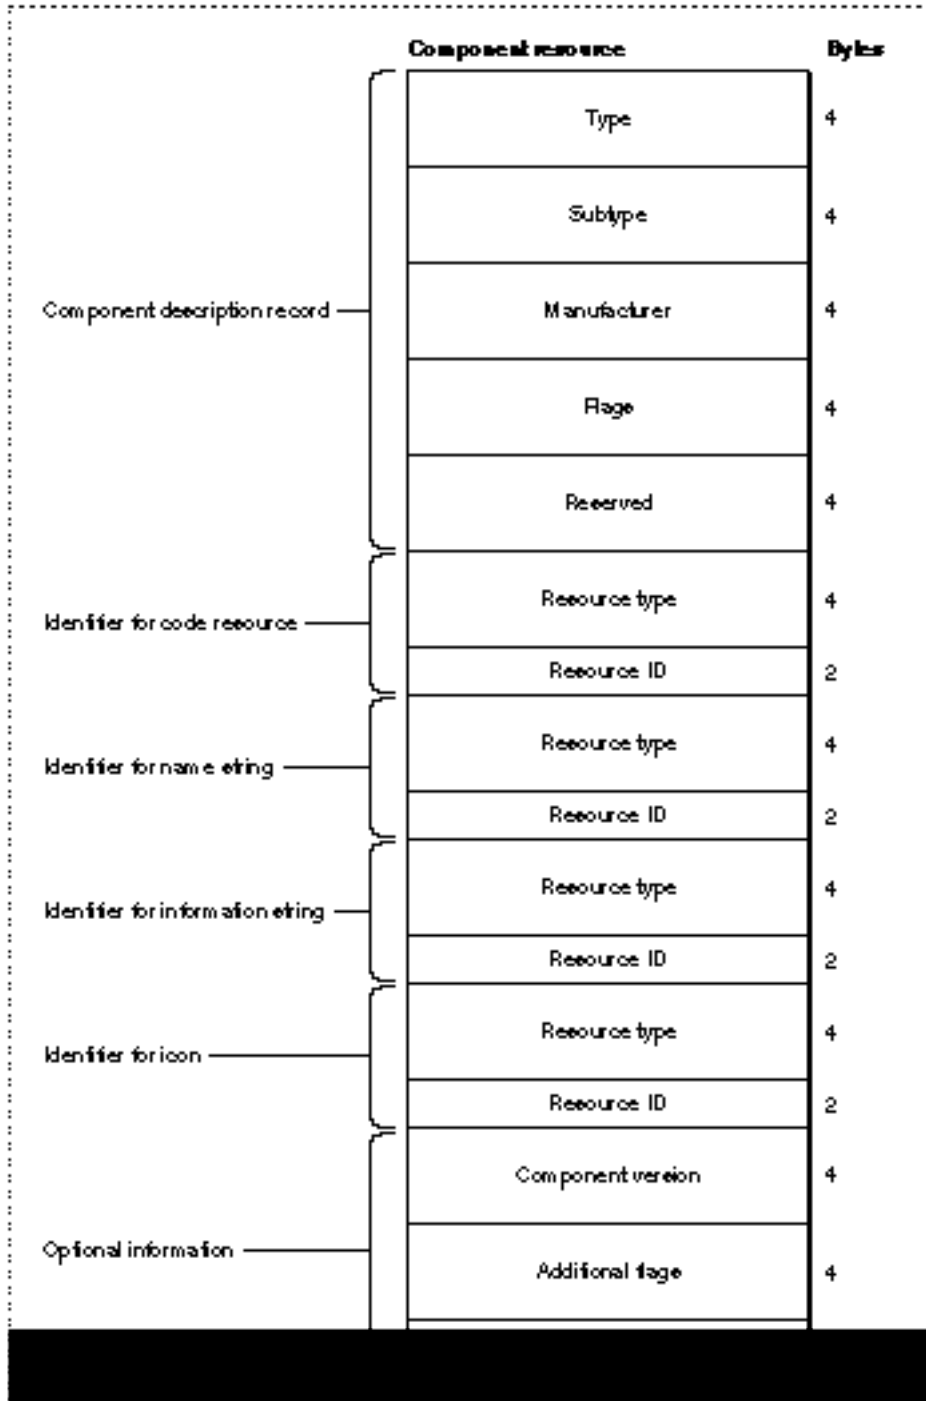 Component resource Bytes
Type 4
Subtype 4
Component description record Manufacturer 4
Flags 4
Reserved 4
Resource type 4
Identifier for code resource
Resource ID 2
Resource type 4
Identifier for name string
Resource ID 2
Resource type 4
Identifier for information string
Resource ID 2
Resource type 4
Identifier for icon
Resource ID 2
Component version 4
Optional information
Additional flags 4